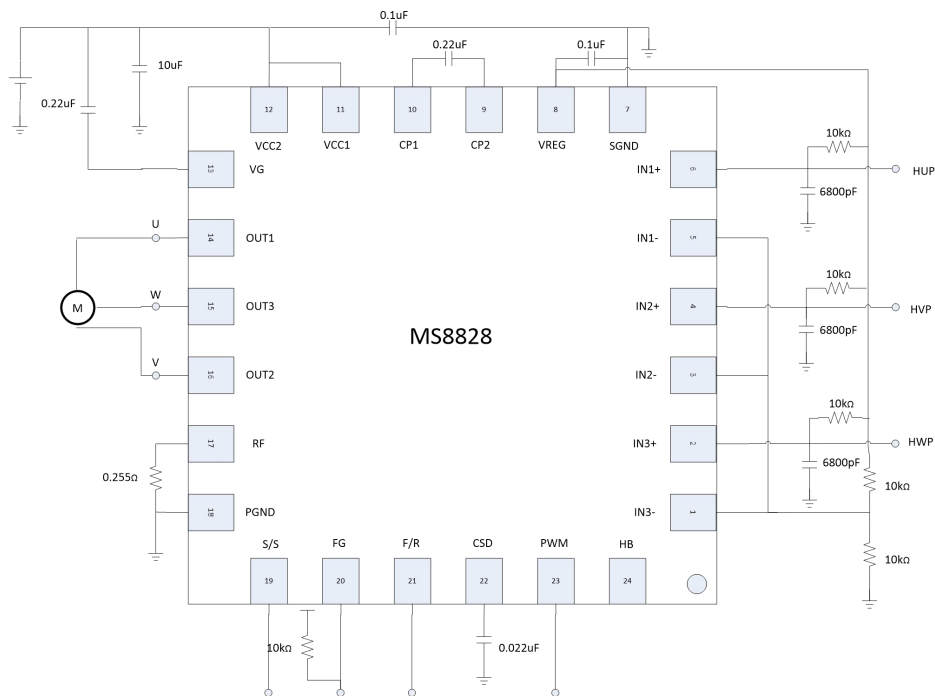 0.1uF
0.22uF
0.1uF
10uF
0.22uF
12
11
10
9
8
7
VCC2
VCC1
CP1
CP2
VREG
SGND
10kΩ
13
VG
IN1+
6
HUP
6800pF
U
14
OUT1
IN1-
5
10kΩ
M
W
15
OUT3
IN2+
4
HVP
6800pF
MS8828
V
16
OUT2
IN2-
3
10kΩ
17
RF
IN3+
2
HWP
0.255Ω
6800pF
10kΩ
18
PGND
IN3-
1
S/S
FG
F/R
CSD
PWM
HB
10kΩ
19
20
21
22
23
24
10kΩ
0.022uF